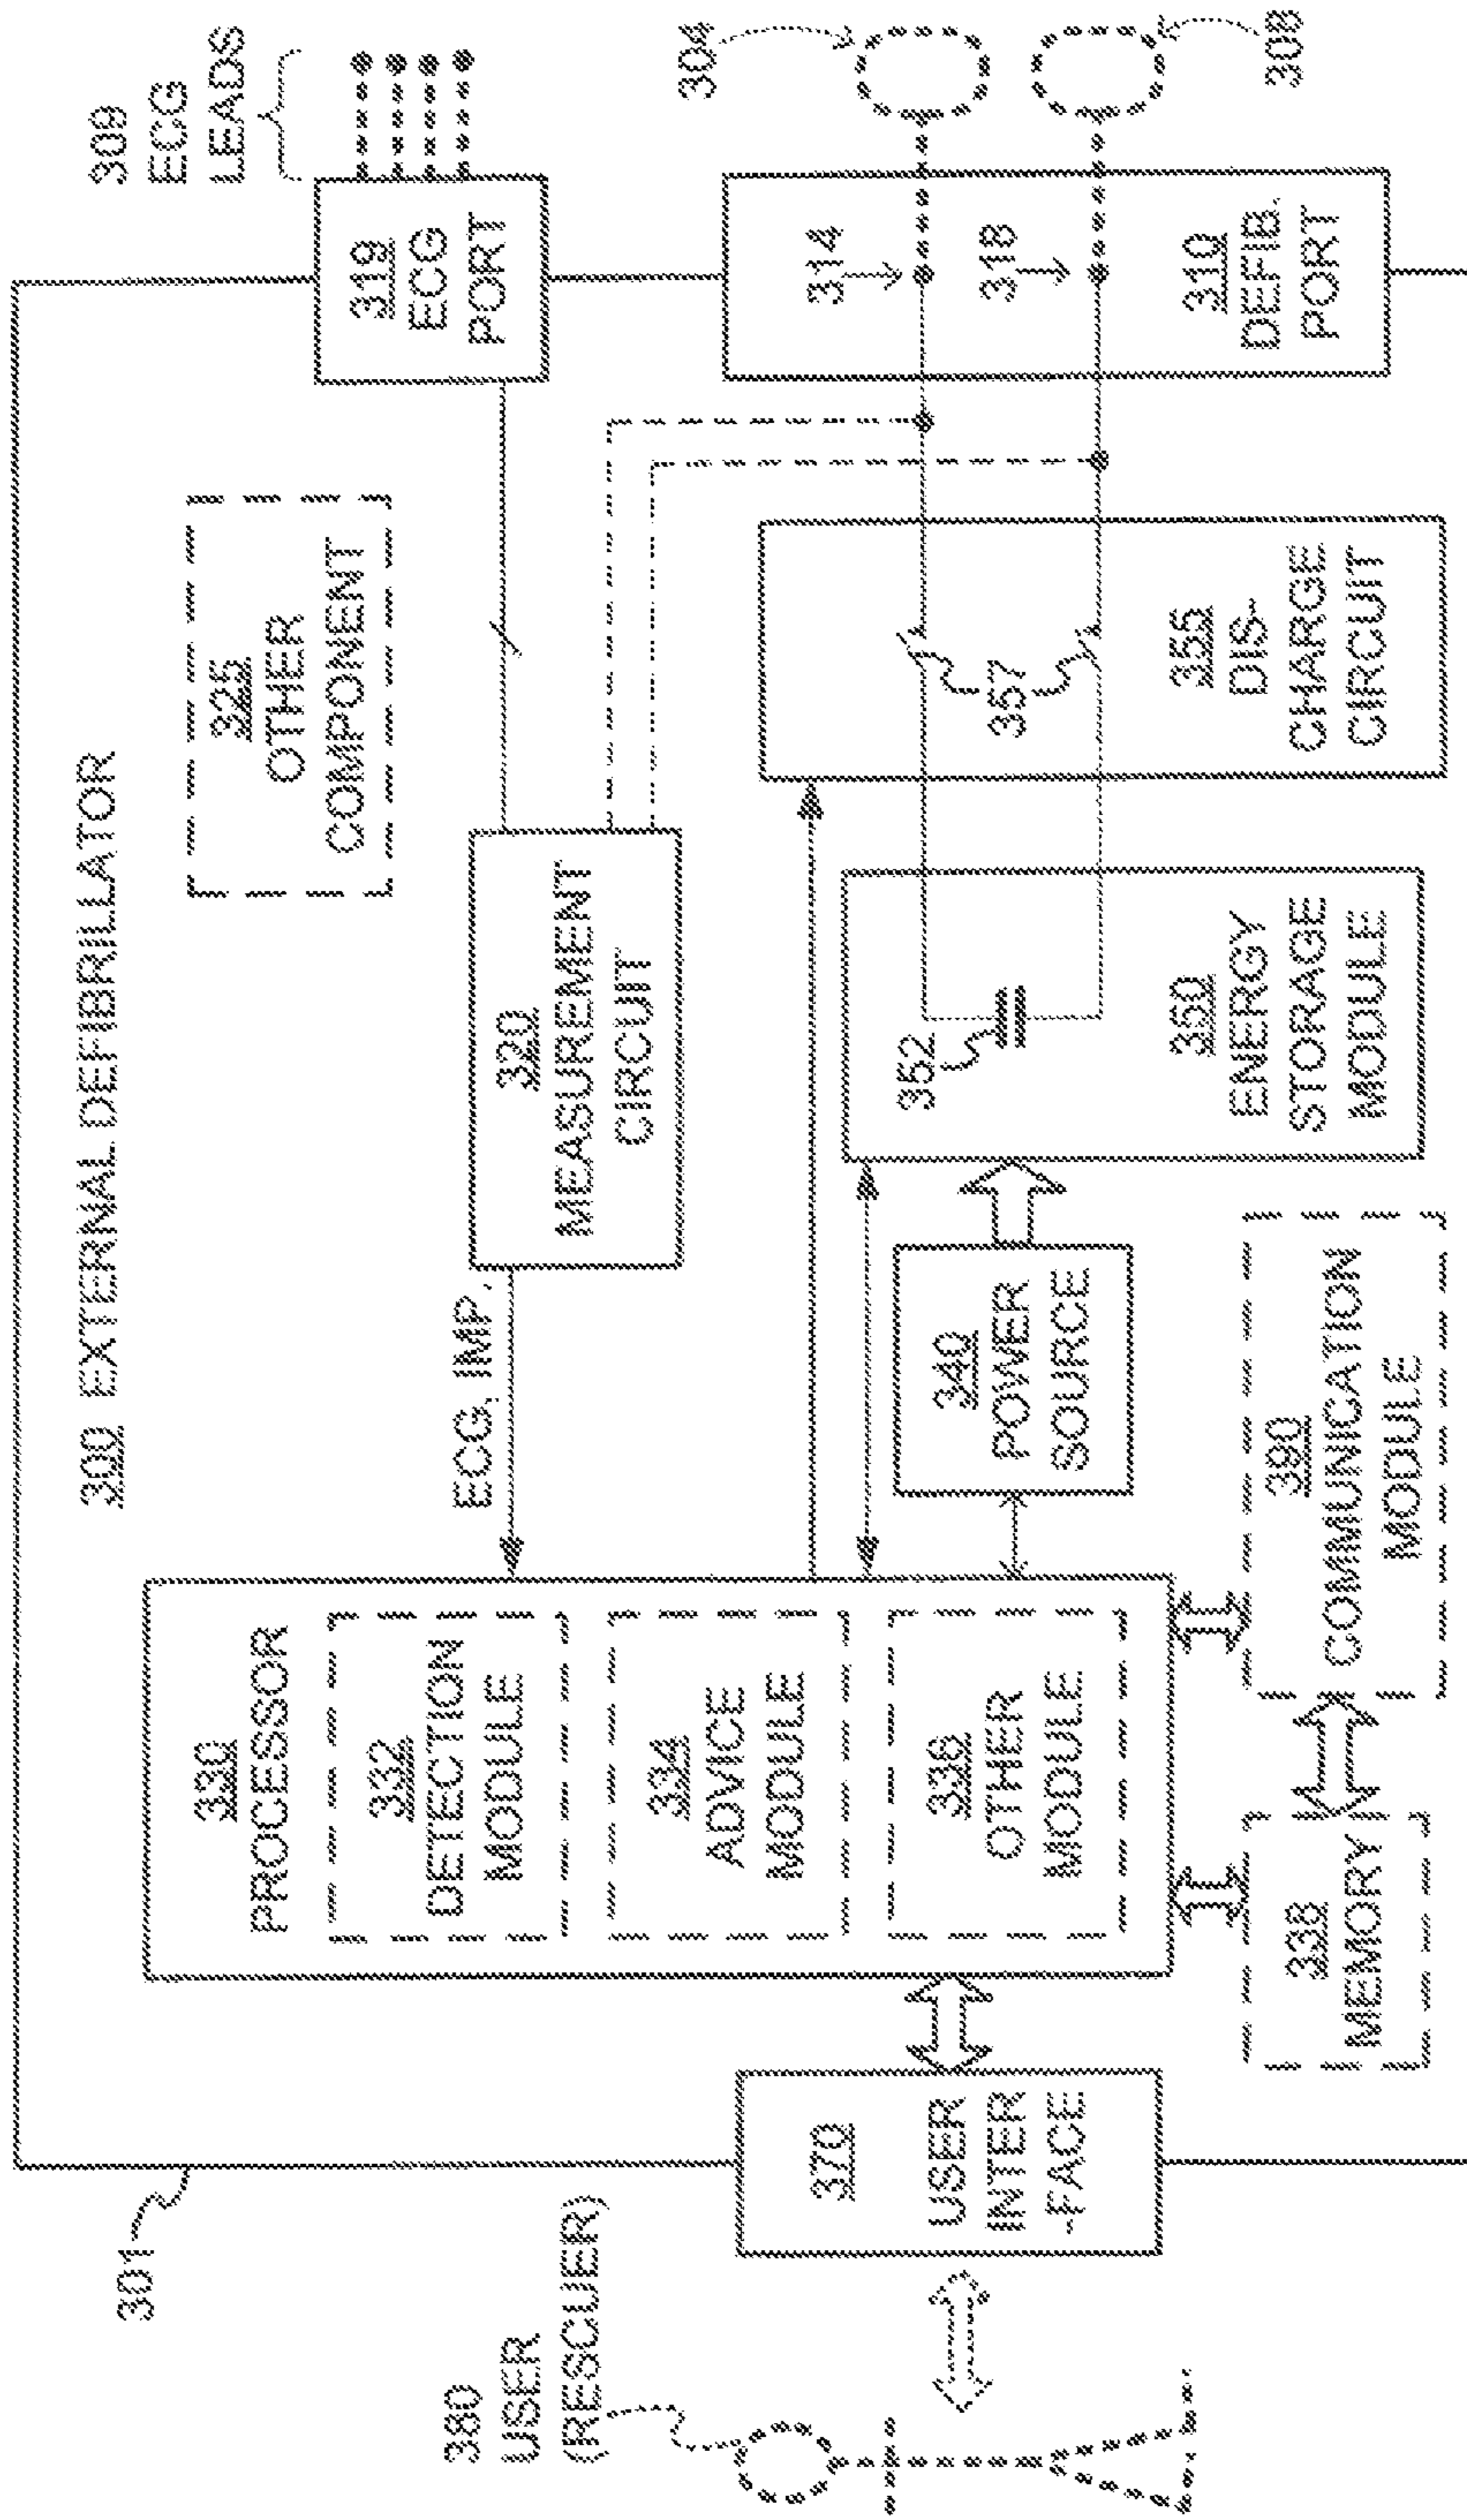 300 EXTERNAL DEFIBRILLATOR
301
309
ECG
LEADS
319
ECG
PORT
325
OTHER
COMPONENT
330
PROCESSOR
332
DETECTION
MODULE
334
ADVICE
MODULE
336
OTHER
MODULE
ECG, IMP.
320
MEASUREMENT
CIRCUIT
304
314
318
310
DEFIB.
PORT
308
380
USER
(RESCUER)
370
USER
INTER
-FACE
340
POWER
SOURCE
352
350
ENERGY
STORAGE
MODULE
357
355
DIS-
CHARGE
CIRCUIT
338
MEMORY
390
COMMUNICATION
MODULE